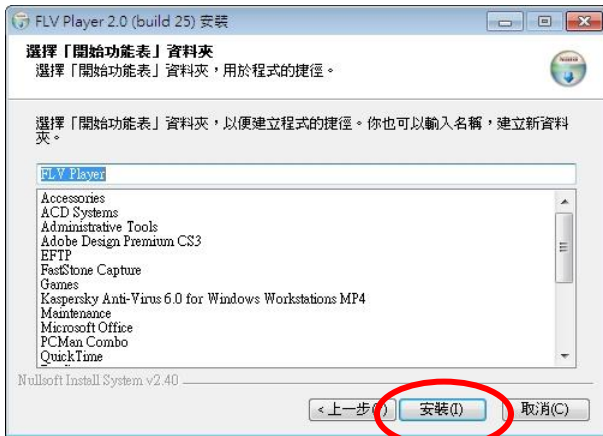 FLV Player 2.0 (build 25) 安裝
選擇「開始功能表」資料夾
選擇「開始功能表」資料夾，用於程式的捷徑。
選擇「開始功能表」資料夾，以便建立程式的捷徑。你也可以輸入名稱，建立新資料
夾。
FLV Player
Accessories
ACD Systems
Administrative Tools
Adobe Design Premium CS3
EFTP
FastStone Capture
Games
Kaspersky Anti-Virus 6.0 for Windows Workstations MP4
Maintenance
Microsoft Office
PCMan Combo
QuickTime
Nullsoft Install System v2.40
<上一步 安裝(I) 取消(C)